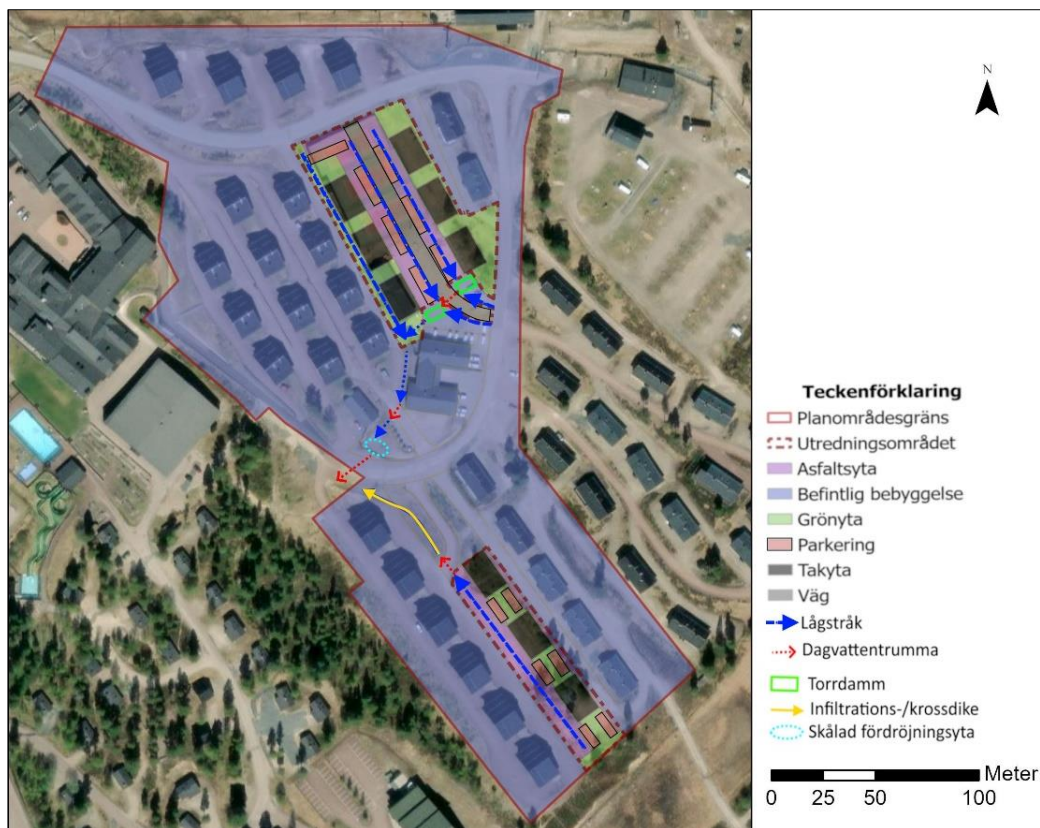 N
Teckenförklaring
Planområdesgräns
Utredningsområdet
Asfaltsyta
Befintlig bebyggelse
Grönyta
Parkering
Takyta
Väg
Lågstråk
Dagvattentrumma
Torrdamm
Infiltrations-/krossdike
Skålad fördröjningsyta
Meter
0 25 50 100